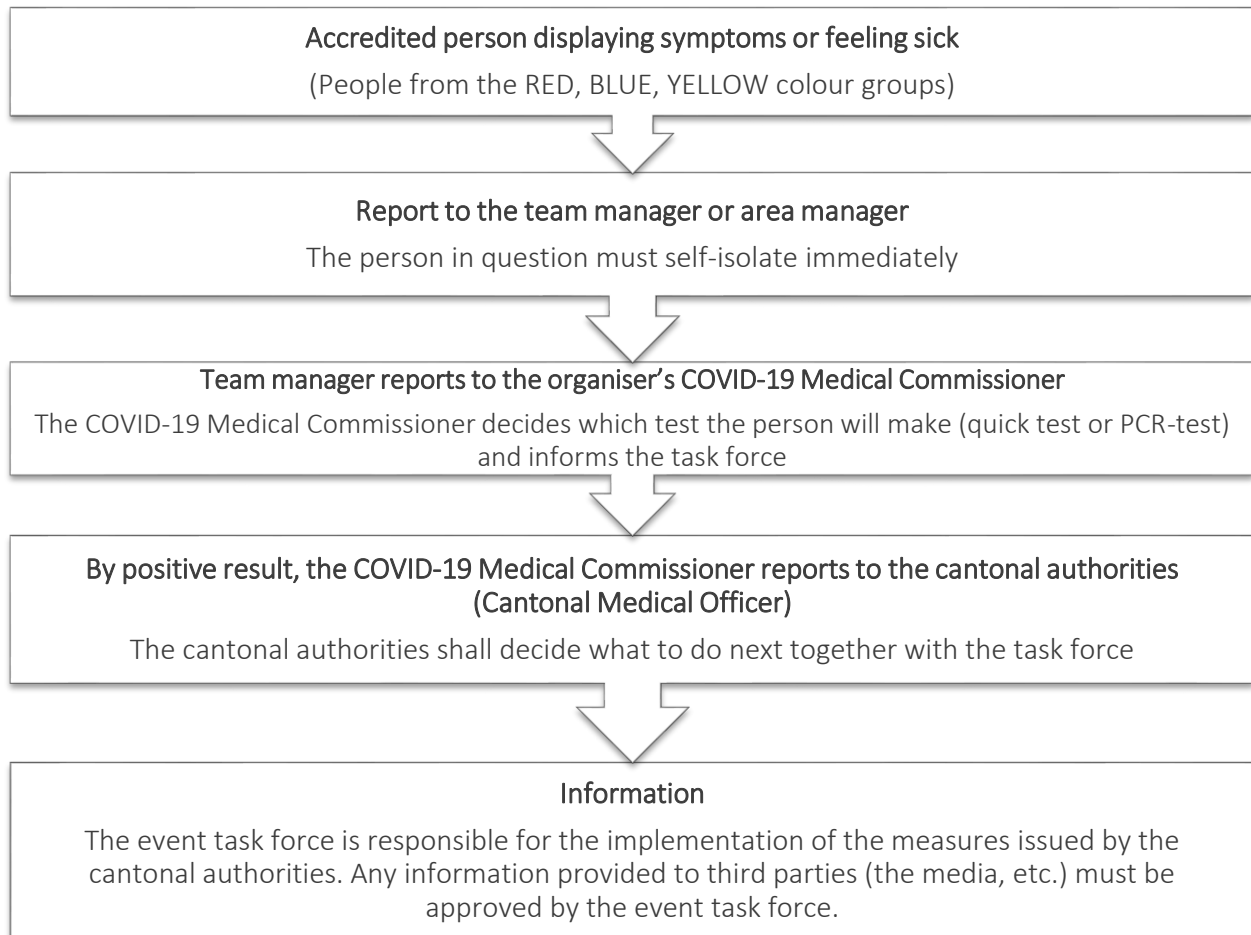 Accredited person displaying symptoms or feeling sick
(People from the RED, BLUE, YELLOW colour groups)
Report to the team manager or area manager
The person in question must self-isolate immediately
Team manager reports to the organiser’s COVID-19 Medical Commissioner
The COVID-19 Medical Commissioner decides which test the person will make (quick test or PCR-test)
and informs the task force
By positive result, the COVID-19 Medical Commissioner reports to the cantonal authorities
(Cantonal Medical Officer)
The cantonal authorities shall decide what to do next together with the task force
Information
The event task force is responsible for the implementation of the measures issued by the
cantonal authorities. Any information provided to third parties (the media, etc.) must be
approved by the event task force.